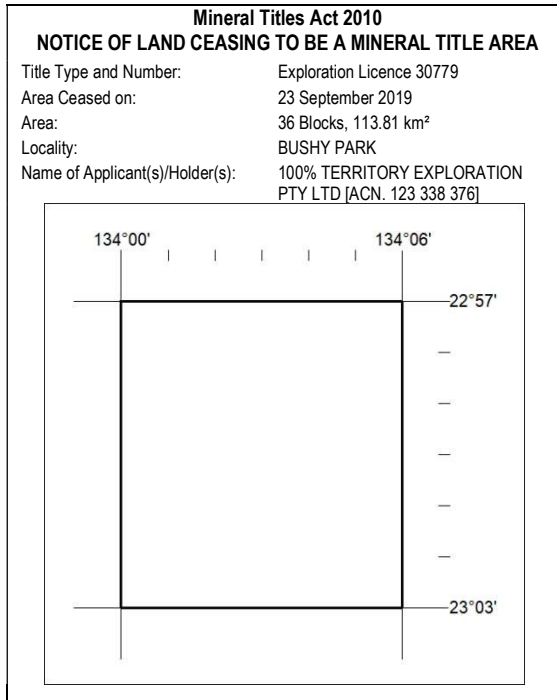 Mineral Titles Act 2010
NOTICE OF LAND CEASING TO BE A MINERAL TITLE AREA
Title Type and Number: Exploration Licence 30779
Area Ceased on: 23 September 2019
Area: 36 Blocks, 113.81 km²
Locality: BUSHY PARK
Name of Applicant(s)/Holder(s): 100% TERRITORY EXPLORATION
PTY LTD [ACN. 123 338 376]
134°00' 134°06'
22°57'
23°03'